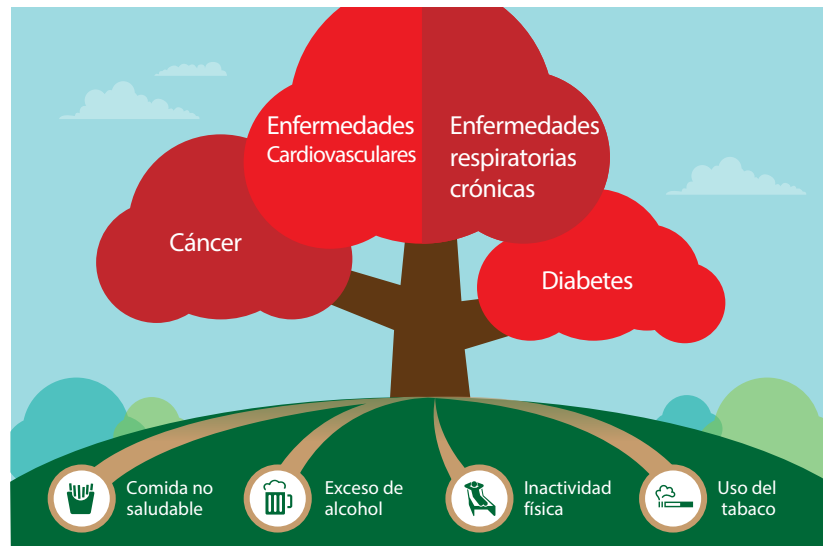 Enfermedades
Cardiovasculares
Enfermedades
respiratorias
crónicas
Cáncer
Diabetes
Comida no
saludable
Exceso de
alcohol
Inactividad
física
Uso del
tabaco